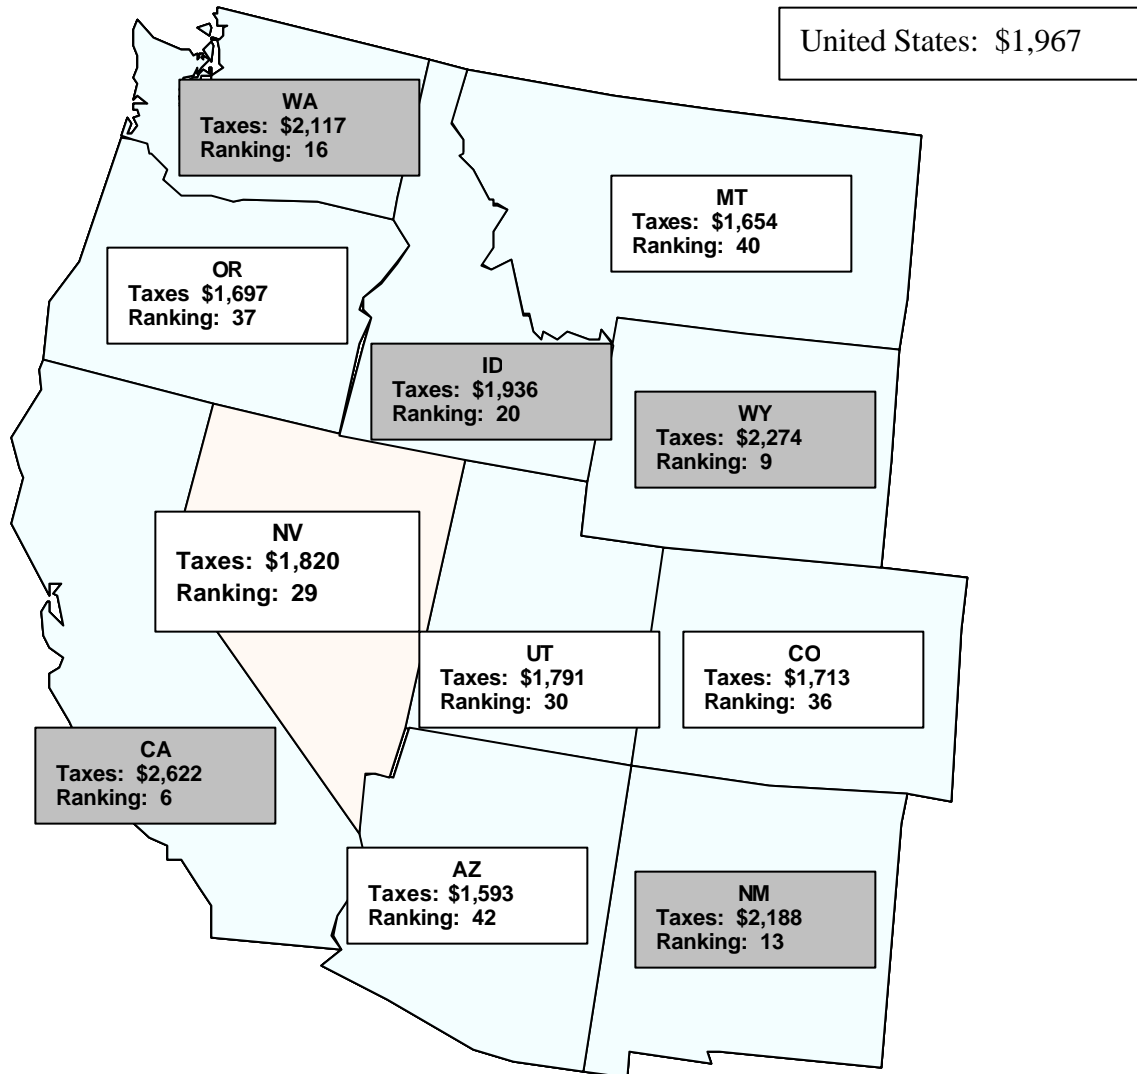 United States: $1,967
WA
Taxes: $2,117
Ranking: 16
MT
Taxes: $1,654
Ranking: 40
OR
Taxes $1,697
Ranking: 37
ID
Taxes: $1,936
Ranking: 20
WY
Taxes: $2,274
Ranking: 9
NV
Taxes: $1,820
Ranking: 29
UT
Taxes: $1,791
Ranking: 30
CO
Taxes: $1,713
Ranking: 36
CA
Taxes: $2,622
Ranking: 6
AZ
Taxes: $1,593
Ranking: 42
NM
Taxes: $2,188
Ranking: 13